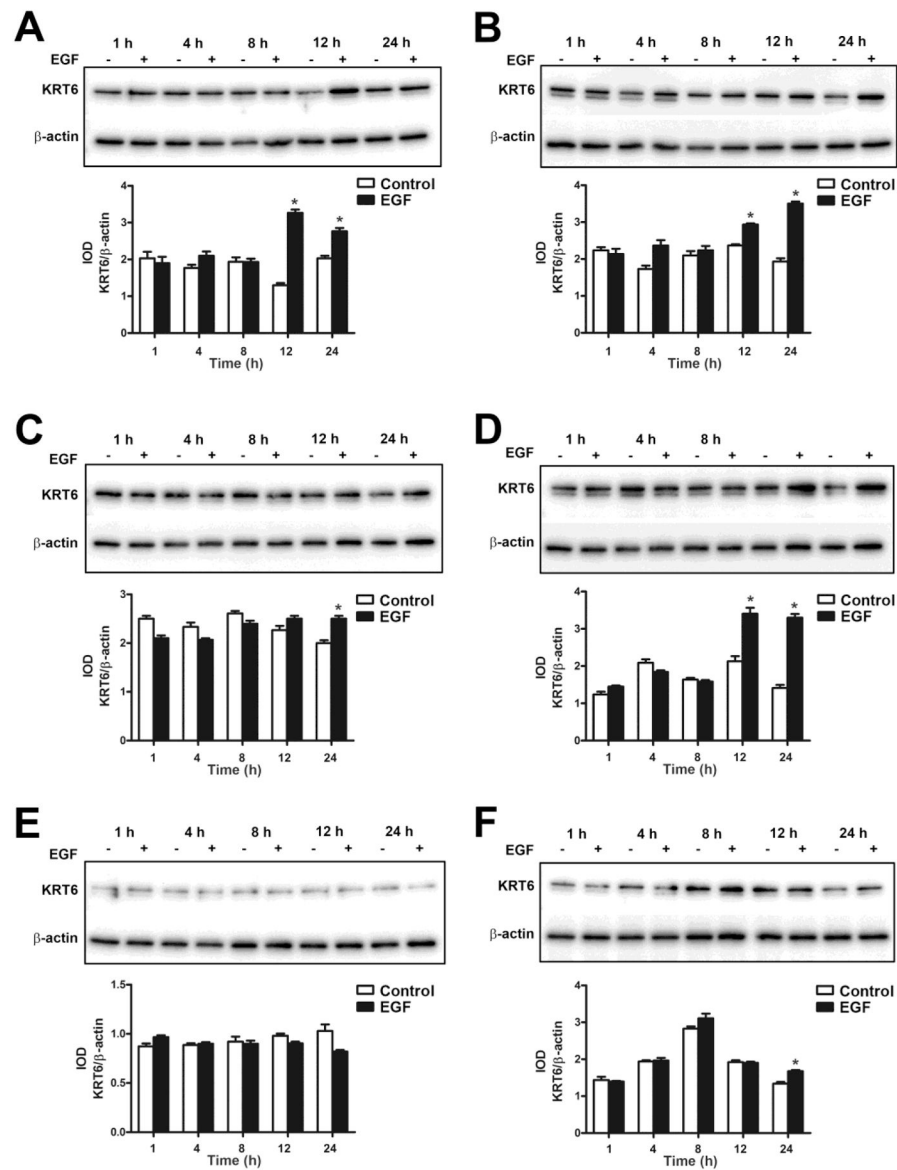 A
1 h 4 h 8 h 12 h 24 h
EGF - + - + - + - + - +
KRT6
β-actin
4
3
2
1
0
IOD
KRT6/β-actin
Control
EGF
*
*
1 4 8 12 24
Time (h)
B
1 h 4 h 8 h 12 h 24 h
EGF - + - + - + - + - +
KRT6
β-actin
4
3
2
1
0
IOD
KRT6/β-actin
Control
EGF
*
*
1 4 8 12 24
Time (h)
C
1 h 4 h 8 h 12 h 24 h
EGF - + - + - + - + - +
KRT6
β-actin
3
2
1
0
IOD
KRT6/β-actin
Control
EGF
*
1 4 8 12 24
Time (h)
D
1 h 4 h 8 h
EGF - + - + - + - + - +
KRT6
β-actin
4
3
2
1
0
IOD
KRT6/β-actin
Control
EGF
*
*
1 4 8 12 24
Time (h)
E
1 h 4 h 8 h 12 h 24 h
EGF - + - + - + - + - +
KRT6
β-actin
1.5
1.0
0.5
0.0
IOD
KRT6/β-actin
Control
EGF
1 4 8 12 24
Time (h)
F
1 h 4 h 8 h 12 h 24 h
EGF - + - + - + - + - +
KRT6
β-actin
4
3
2
1
0
IOD
KRT6/β-actin
Control
EGF
*
1 4 8 12 24
Time (h)